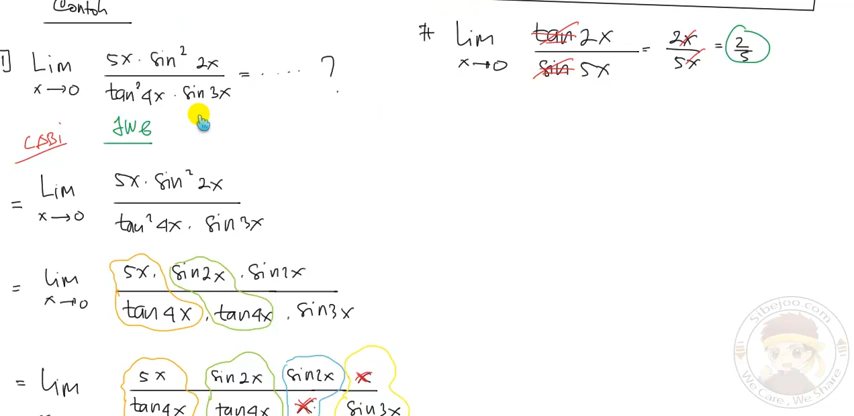 Contoh
1] Lim x→0 5x · sin² 2x / tan² 4x · sin 3x = ..... ?
CABI JWB
= Lim x→0 5x · sin² 2x / tan² 4x · sin 3x
= lim x→0 5x · sin 2x · sin 2x / tan 4x · tan 4x · sin 3x
= Lim 5x / tan 4x sin 2x / tan 4x sin 2x / x x / sin 3x
* Lim x→0 tan 2x / sin 5x = 2x / 5x = 2/5
Sibejoo.com
We Care, We Share